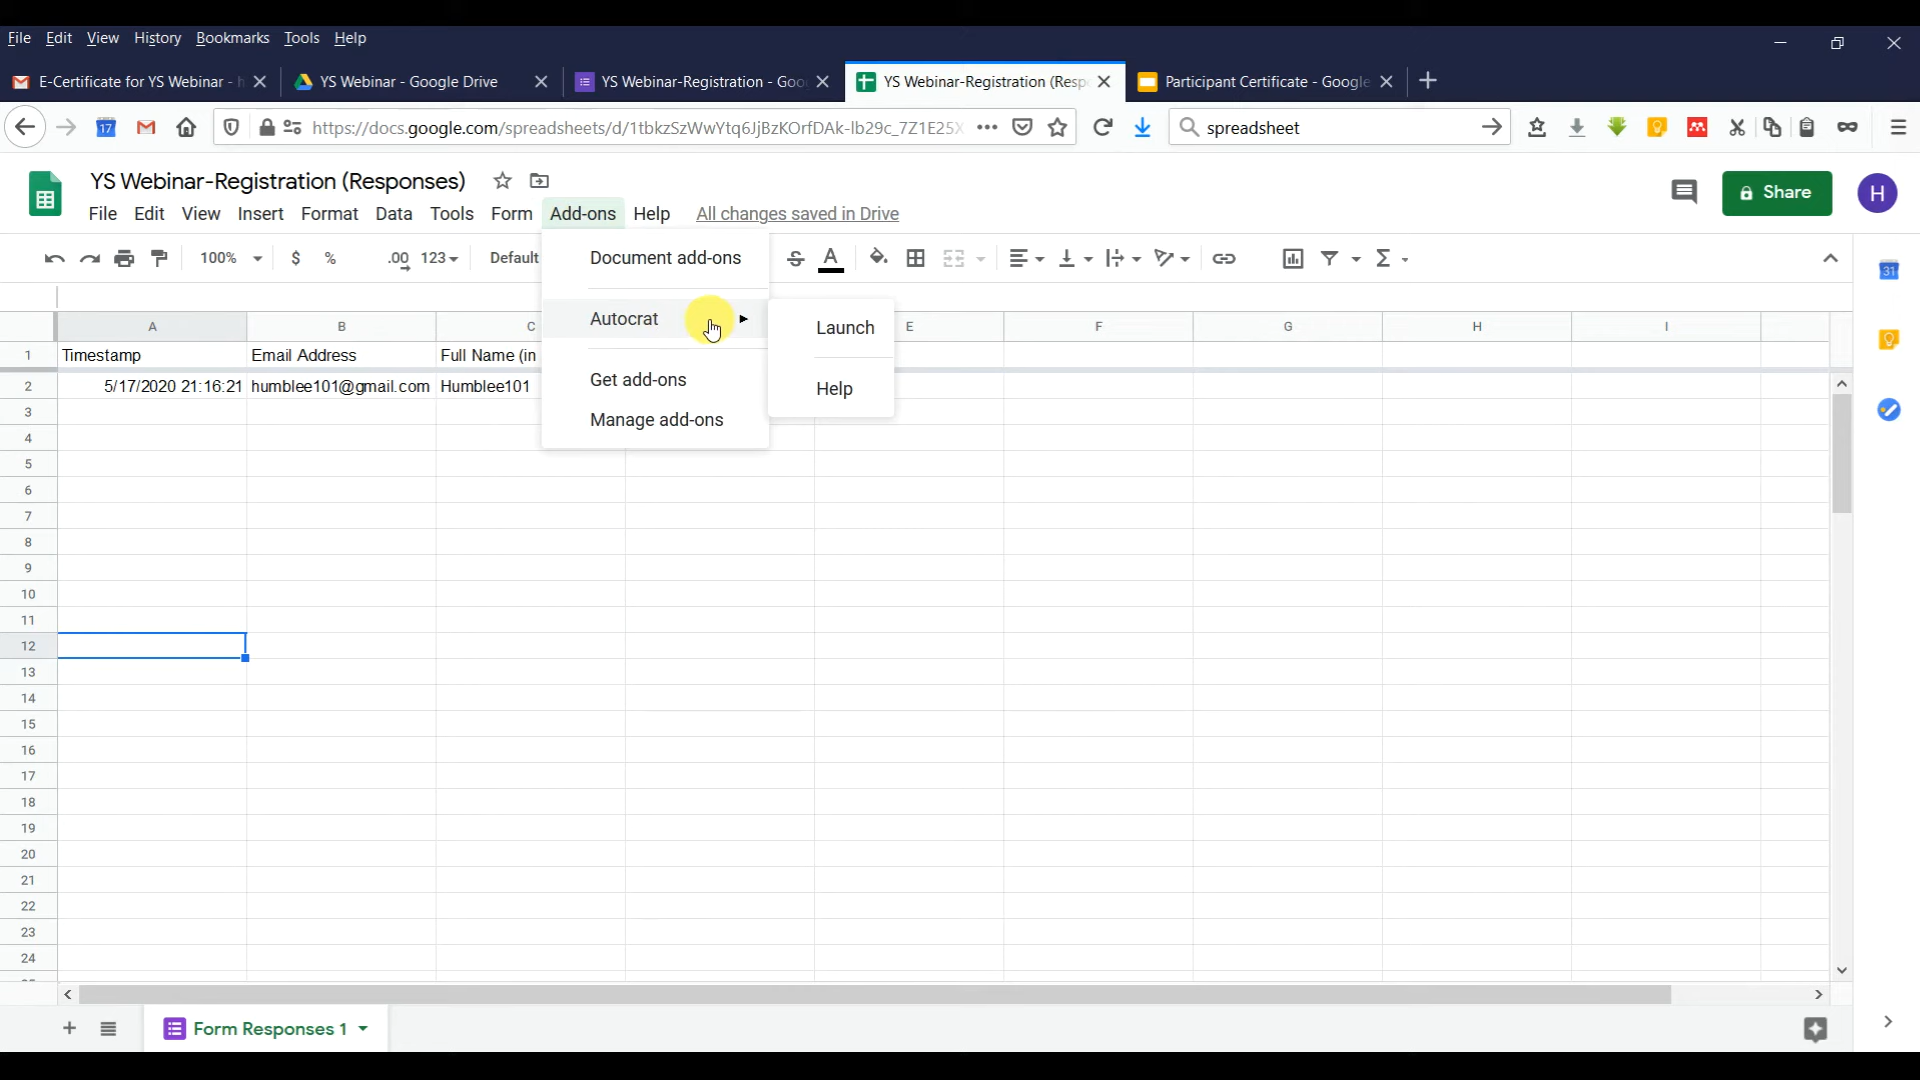 File Edit View History Bookmarks Tools Help
E-Certificate for YS Webinar - YS Webinar - Google Drive YS Webinar-Registration - Goo YS Webinar-Registration (Resp Participant Certificate - Google
17 https://docs.google.com/spreadsheets/d/1tbkzSzWwYtq6JjBzKOrfDAk-lb29c_7Z1E25X spreadsheet
YS Webinar-Registration (Responses)
Share H
File Edit View Insert Format Data Tools Form Add-ons Help All changes saved in Drive
100% $ % .00 123 Default A
31
Document add-ons
Autocrat
Launch
Help
Get add-ons
Manage add-ons
A B C E F G H I
1 Timestamp Email Address Full Name (in
2 5/17/2020 21:16:21 humblee101@gmail.com Humblee101
3
4
5
6
7
8
9
10
11
12
13
14
15
16
17
18
19
20
21
22
23
24
Form Responses 1